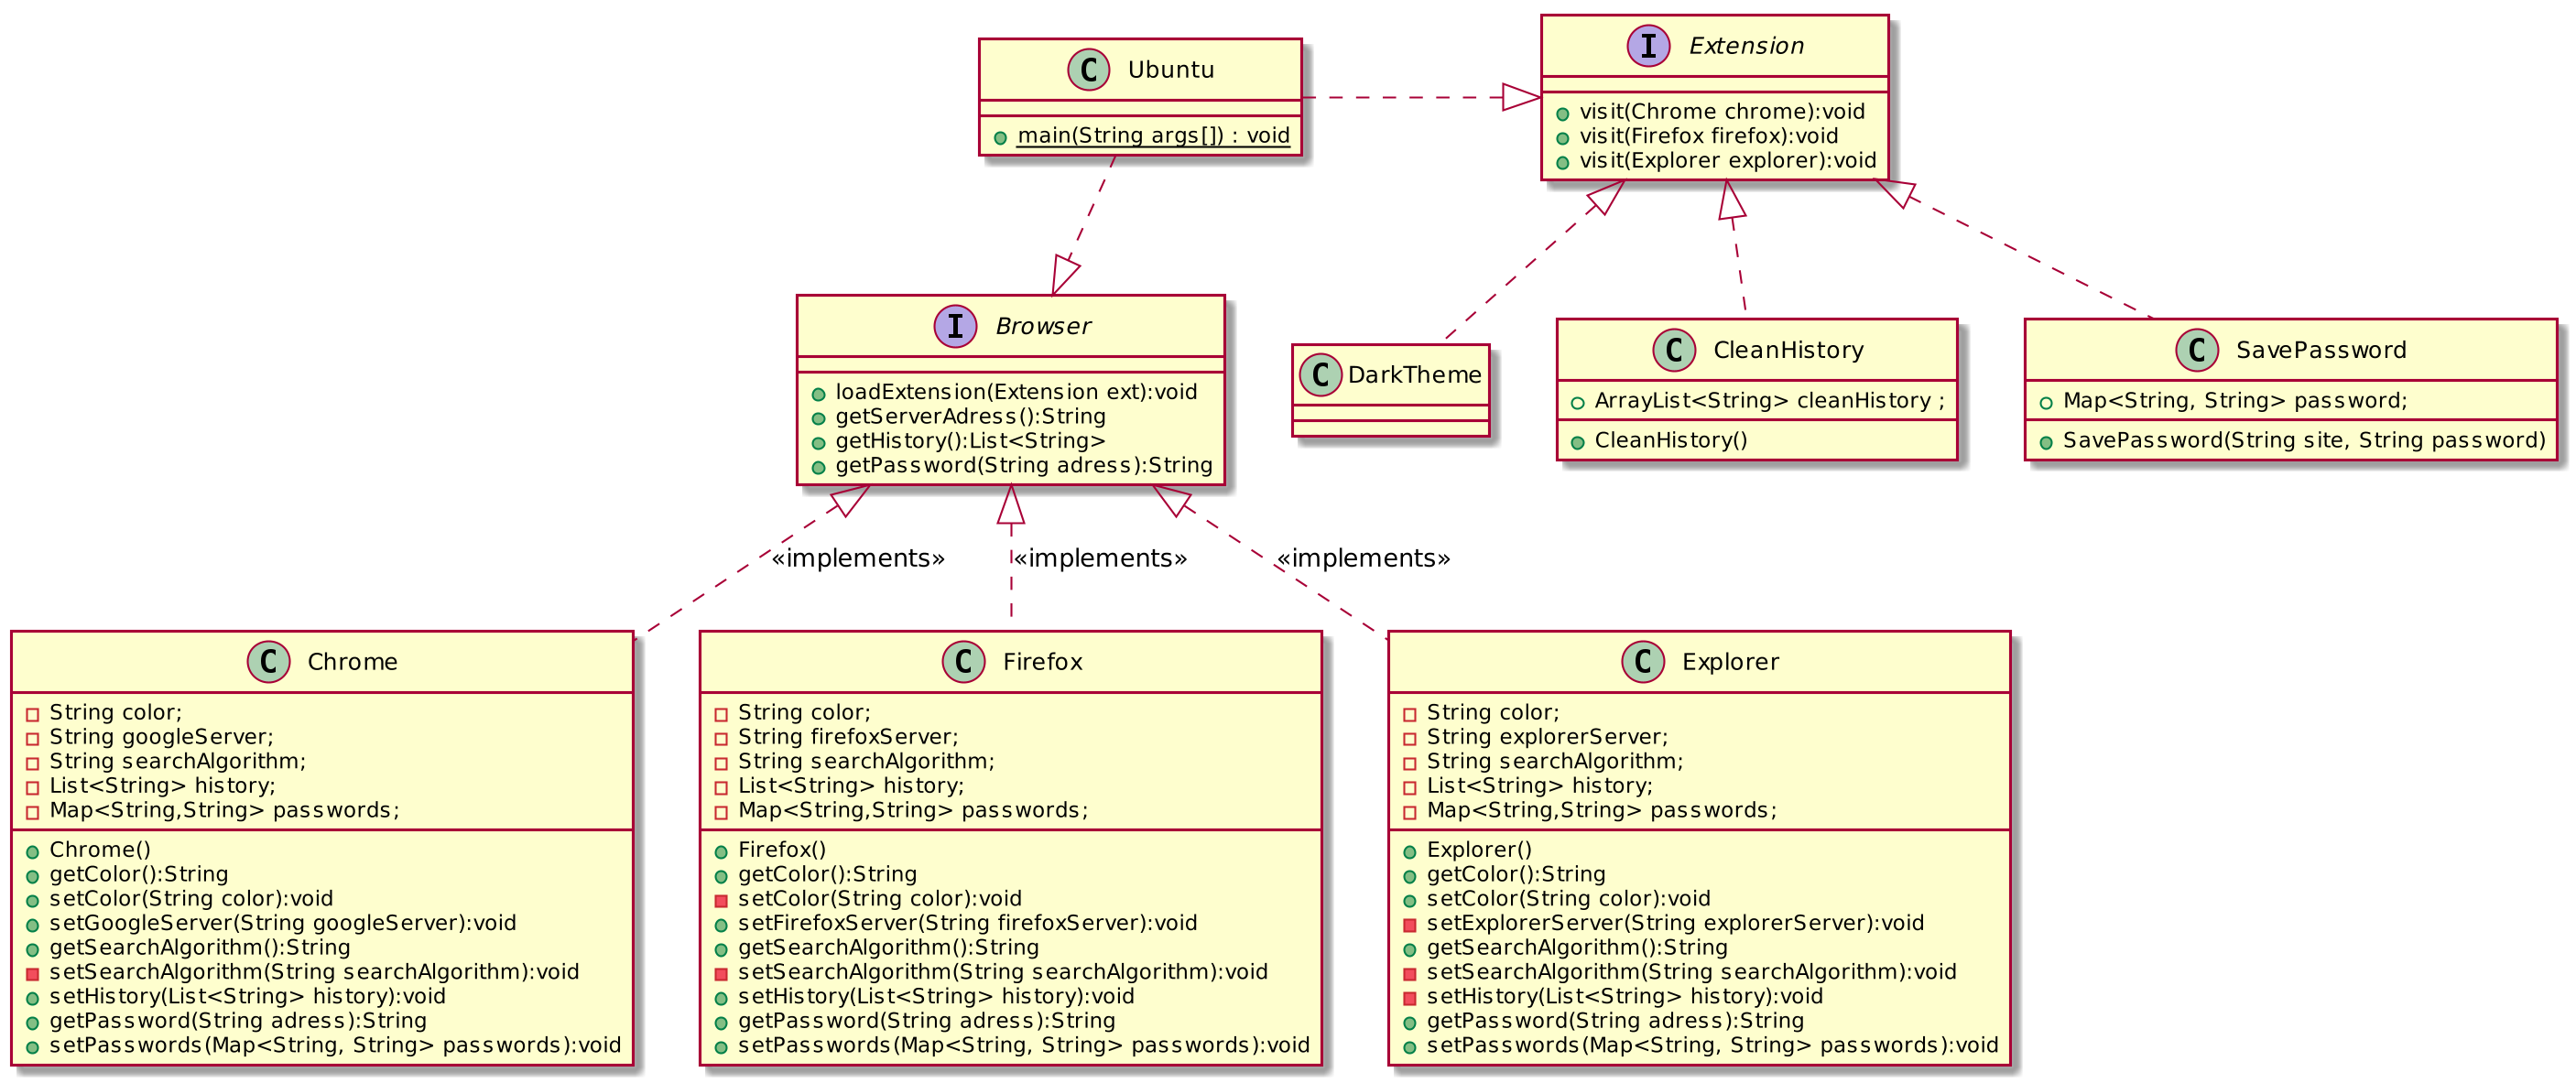 C Ubuntu
main(String args[]) : void
I Extension
visit(Chrome chrome):void
visit(Firefox firefox):void
visit(Explorer explorer):void
I Browser
loadExtension(Extension ext):void
getServerAdress():String
getHistory():List<String>
getPassword(String adress):String
C DarkTheme
C CleanHistory
ArrayList<String> cleanHistory ;
CleanHistory()
C SavePassword
Map<String, String> password;
SavePassword(String site, String password)
«implements»
«implements»
«implements»
C Chrome
String color;
String googleServer;
String searchAlgorithm;
List<String> history;
Map<String,String> passwords;
Chrome()
getColor():String
setColor(String color):void
setGoogleServer(String googleServer):void
getSearchAlgorithm():String
setSearchAlgorithm(String searchAlgorithm):void
setHistory(List<String> history):void
getPassword(String adress):String
setPasswords(Map<String, String> passwords):void
C Firefox
String color;
String firefoxServer;
String searchAlgorithm;
List<String> history;
Map<String,String> passwords;
Firefox()
getColor():String
setColor(String color):void
setFirefoxServer(String firefoxServer):void
getSearchAlgorithm():String
setSearchAlgorithm(String searchAlgorithm):void
setHistory(List<String> history):void
getPassword(String adress):String
setPasswords(Map<String, String> passwords):void
C Explorer
String color;
String explorerServer;
String searchAlgorithm;
List<String> history;
Map<String,String> passwords;
Explorer()
getColor():String
setColor(String color):void
setExplorerServer(String explorerServer):void
getSearchAlgorithm():String
setSearchAlgorithm(String searchAlgorithm):void
setHistory(List<String> history):void
getPassword(String adress):String
setPasswords(Map<String, String> passwords):void